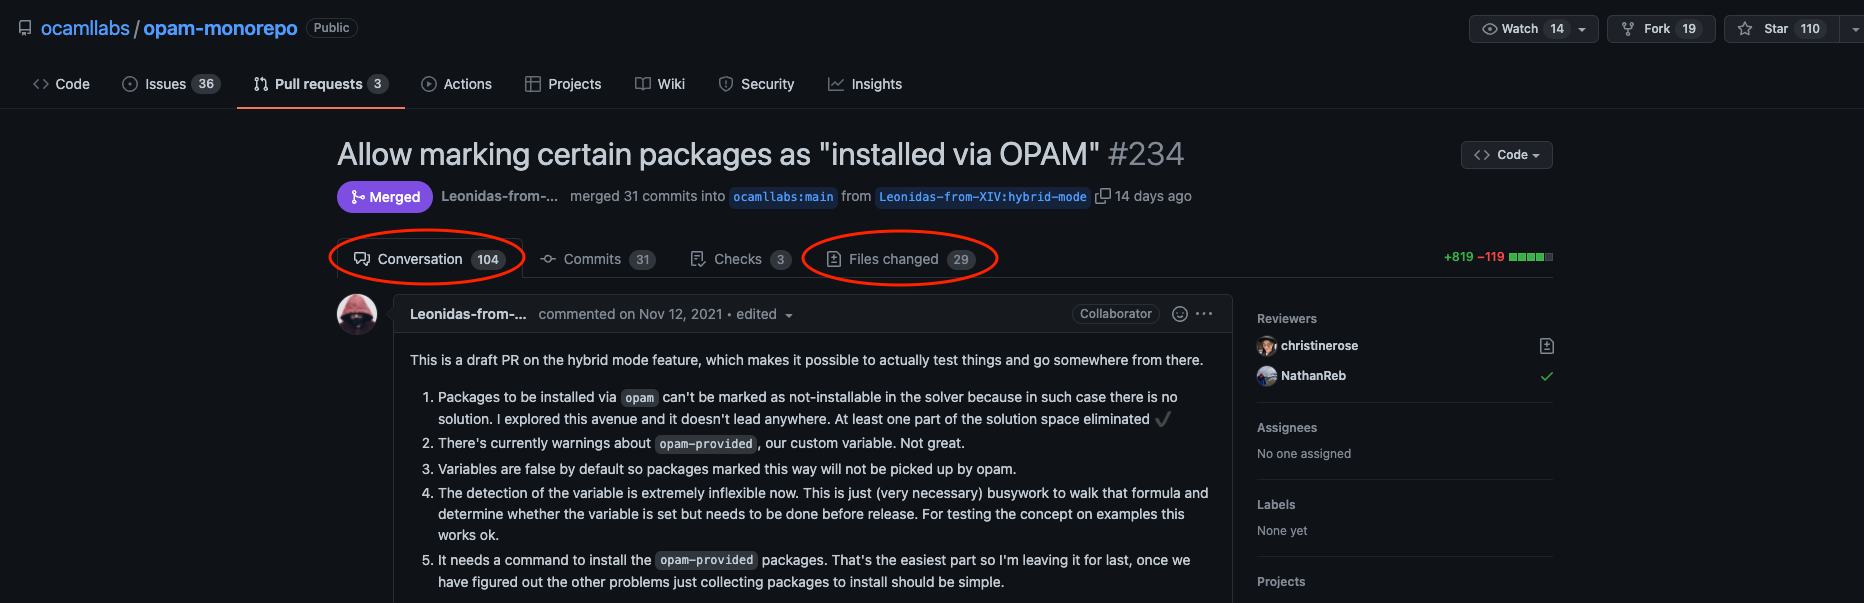 ocamllabs / opam-monorepo Public
Watch 14 Fork 19 Star 110
Code Issues 36 Pull requests 3 Actions Projects Wiki Security Insights
Allow marking certain packages as "installed via OPAM" #234
Code
Merged Leonidas-from-... merged 31 commits into ocamllabs:main from Leonidas-from-XIV:hybrid-mode 14 days ago
Conversation 104 Commits 31 Checks 3 Files changed 29
+819 −119
Leonidas-from-... commented on Nov 12, 2021 • edited
Collaborator
This is a draft PR on the hybrid mode feature, which makes it possible to actually test things and go somewhere from there.
1. Packages to be installed via opam can't be marked as not-installable in the solver because in such case there is no
solution. I explored this avenue and it doesn't lead anywhere. At least one part of the solution space eliminated ✔
2. There's currently warnings about opam-provided, our custom variable. Not great.
3. Variables are false by default so packages marked this way will not be picked up by opam.
4. The detection of the variable is extremely inflexible now. This is just (very necessary) busywork to walk that formula and
determine whether the variable is set but needs to be done before release. For testing the concept on examples this
works ok.
5. It needs a command to install the opam-provided packages. That's the easiest part so I'm leaving it for last, once we
have figured out the other problems just collecting packages to install should be simple.
Reviewers
christinerose
NathanReb
Assignees
No one assigned
Labels
None yet
Projects